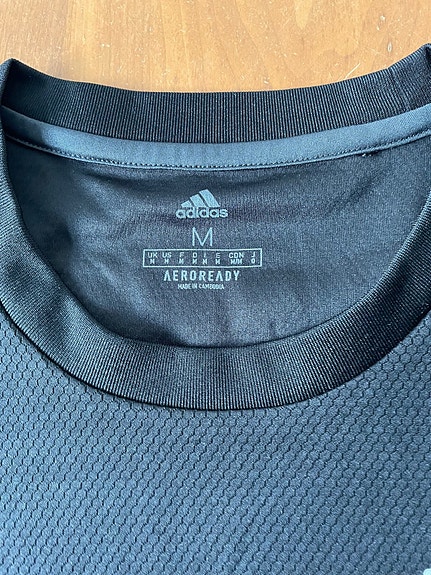 adidas
M
UK US F D I E CDN J
M M M M M M M/M O
AEROREADY
MADE IN CAMBODIA